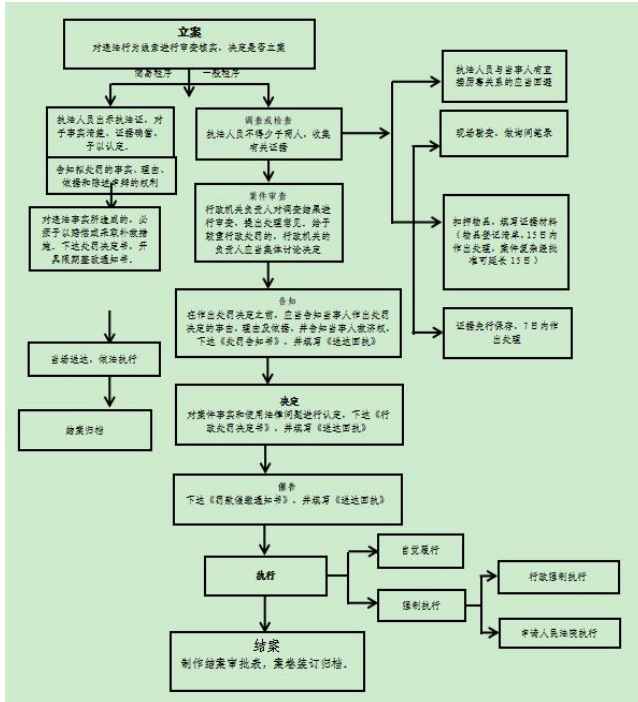 立案
对违法行为线索进行审查核实，决定是否立案
简易程序
一般程序
执法人员出示执法证，对
于事实清楚、证据确凿，
予以认定。
告知拟处罚的事实、理由、
依据和陈述申辩的权利
对违法事实所造成的，必
须予以赔偿或采取补救措
施。下达处罚决定书，开
具限期整改通知书。
当场送达，依法执行
结案归档
调查或检查
执法人员不得少于两人，收集
有关证据
案件审查
行政机关负责人对调查结果进
行审查，提出处理意见。给予
较重行政处罚的，行政机关的
负责人应当集体讨论决定
告知
在作出处罚决定之前，应当告知当事人作出处罚
决定的事由、理由及依据，并告知当事人救济权，
下达《处罚告知书》，并填写《送达回执》
决定
对案件事实和使用法律问题进行认定，下达《行
政处罚决定书》，并填写《送达回执》
催告
下达《罚款催缴通知书》，并填写《送达回执》
执行
结案
制作结案审批表，案卷装订归档．
执法人员与当事人有直
接厉害关系的应当回避
现场勘查，做询问笔录
扣押物品，填写证据材料
（物品登记清单，15日内
作出处理，案件复杂经批
准可延长15日）
证据先行保存，7日内作
出处理
自觉履行
强制执行
行政强制执行
申请人民法院执行